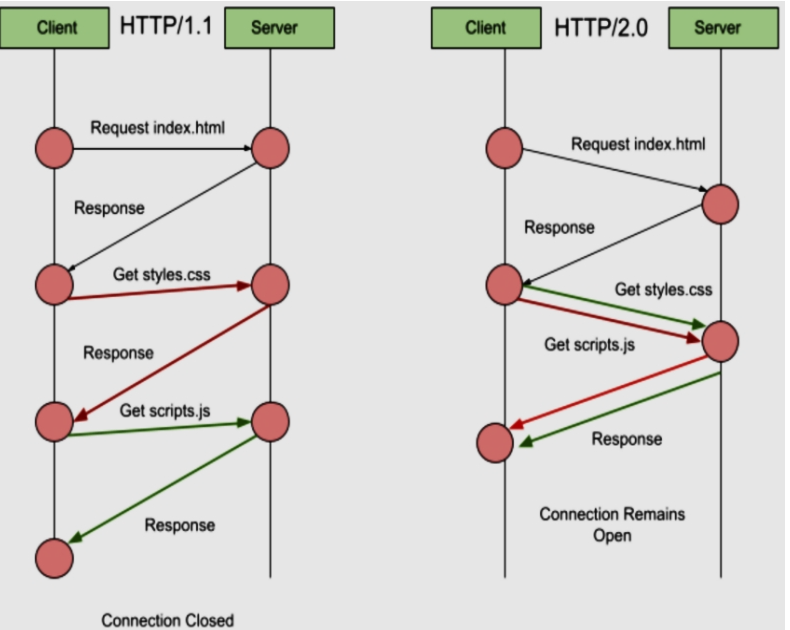 Client
HTTP/1.1
Server
Request index.html
Response
Get styles.css
Response
Get scripts.js
Response
Connection Closed
Client
HTTP/2.0
Server
Request index.html
Response
Get styles.css
Get scripts.js
Response
Connection Remains
Open